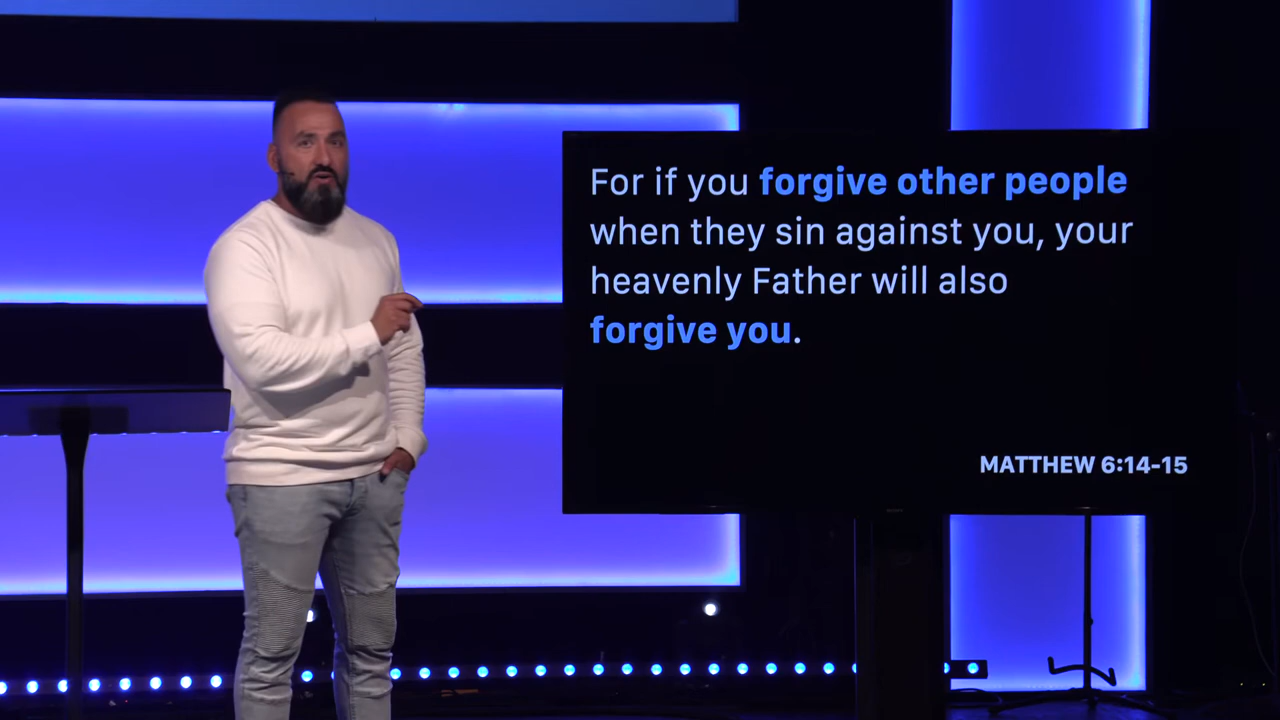 For if you forgive other people
when they sin against you, your
heavenly Father will also
forgive you.
MATTHEW 6:14-15